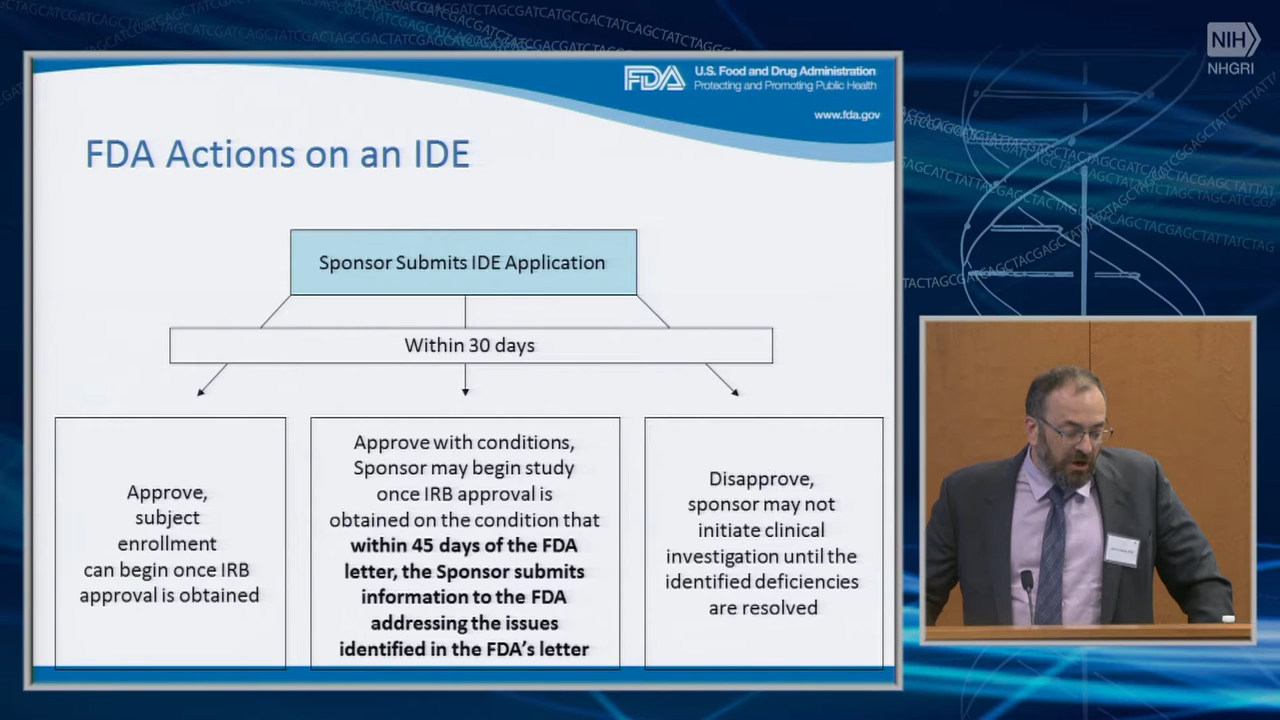 NIH
NHGRI
FDA
U.S. Food and Drug Administration
Protecting and Promoting Public Health
www.fda.gov
FDA Actions on an IDE
Sponsor Submits IDE Application
Within 30 days
Approve,
subject
enrollment
can begin once IRB
approval is obtained
Approve with conditions,
Sponsor may begin study
once IRB approval is
obtained on the condition that
within 45 days of the FDA
letter, the Sponsor submits
information to the FDA
addressing the issues
identified in the FDA's letter
Disapprove,
sponsor may not
initiate clinical
investigation until the
identified deficiencies
are resolved